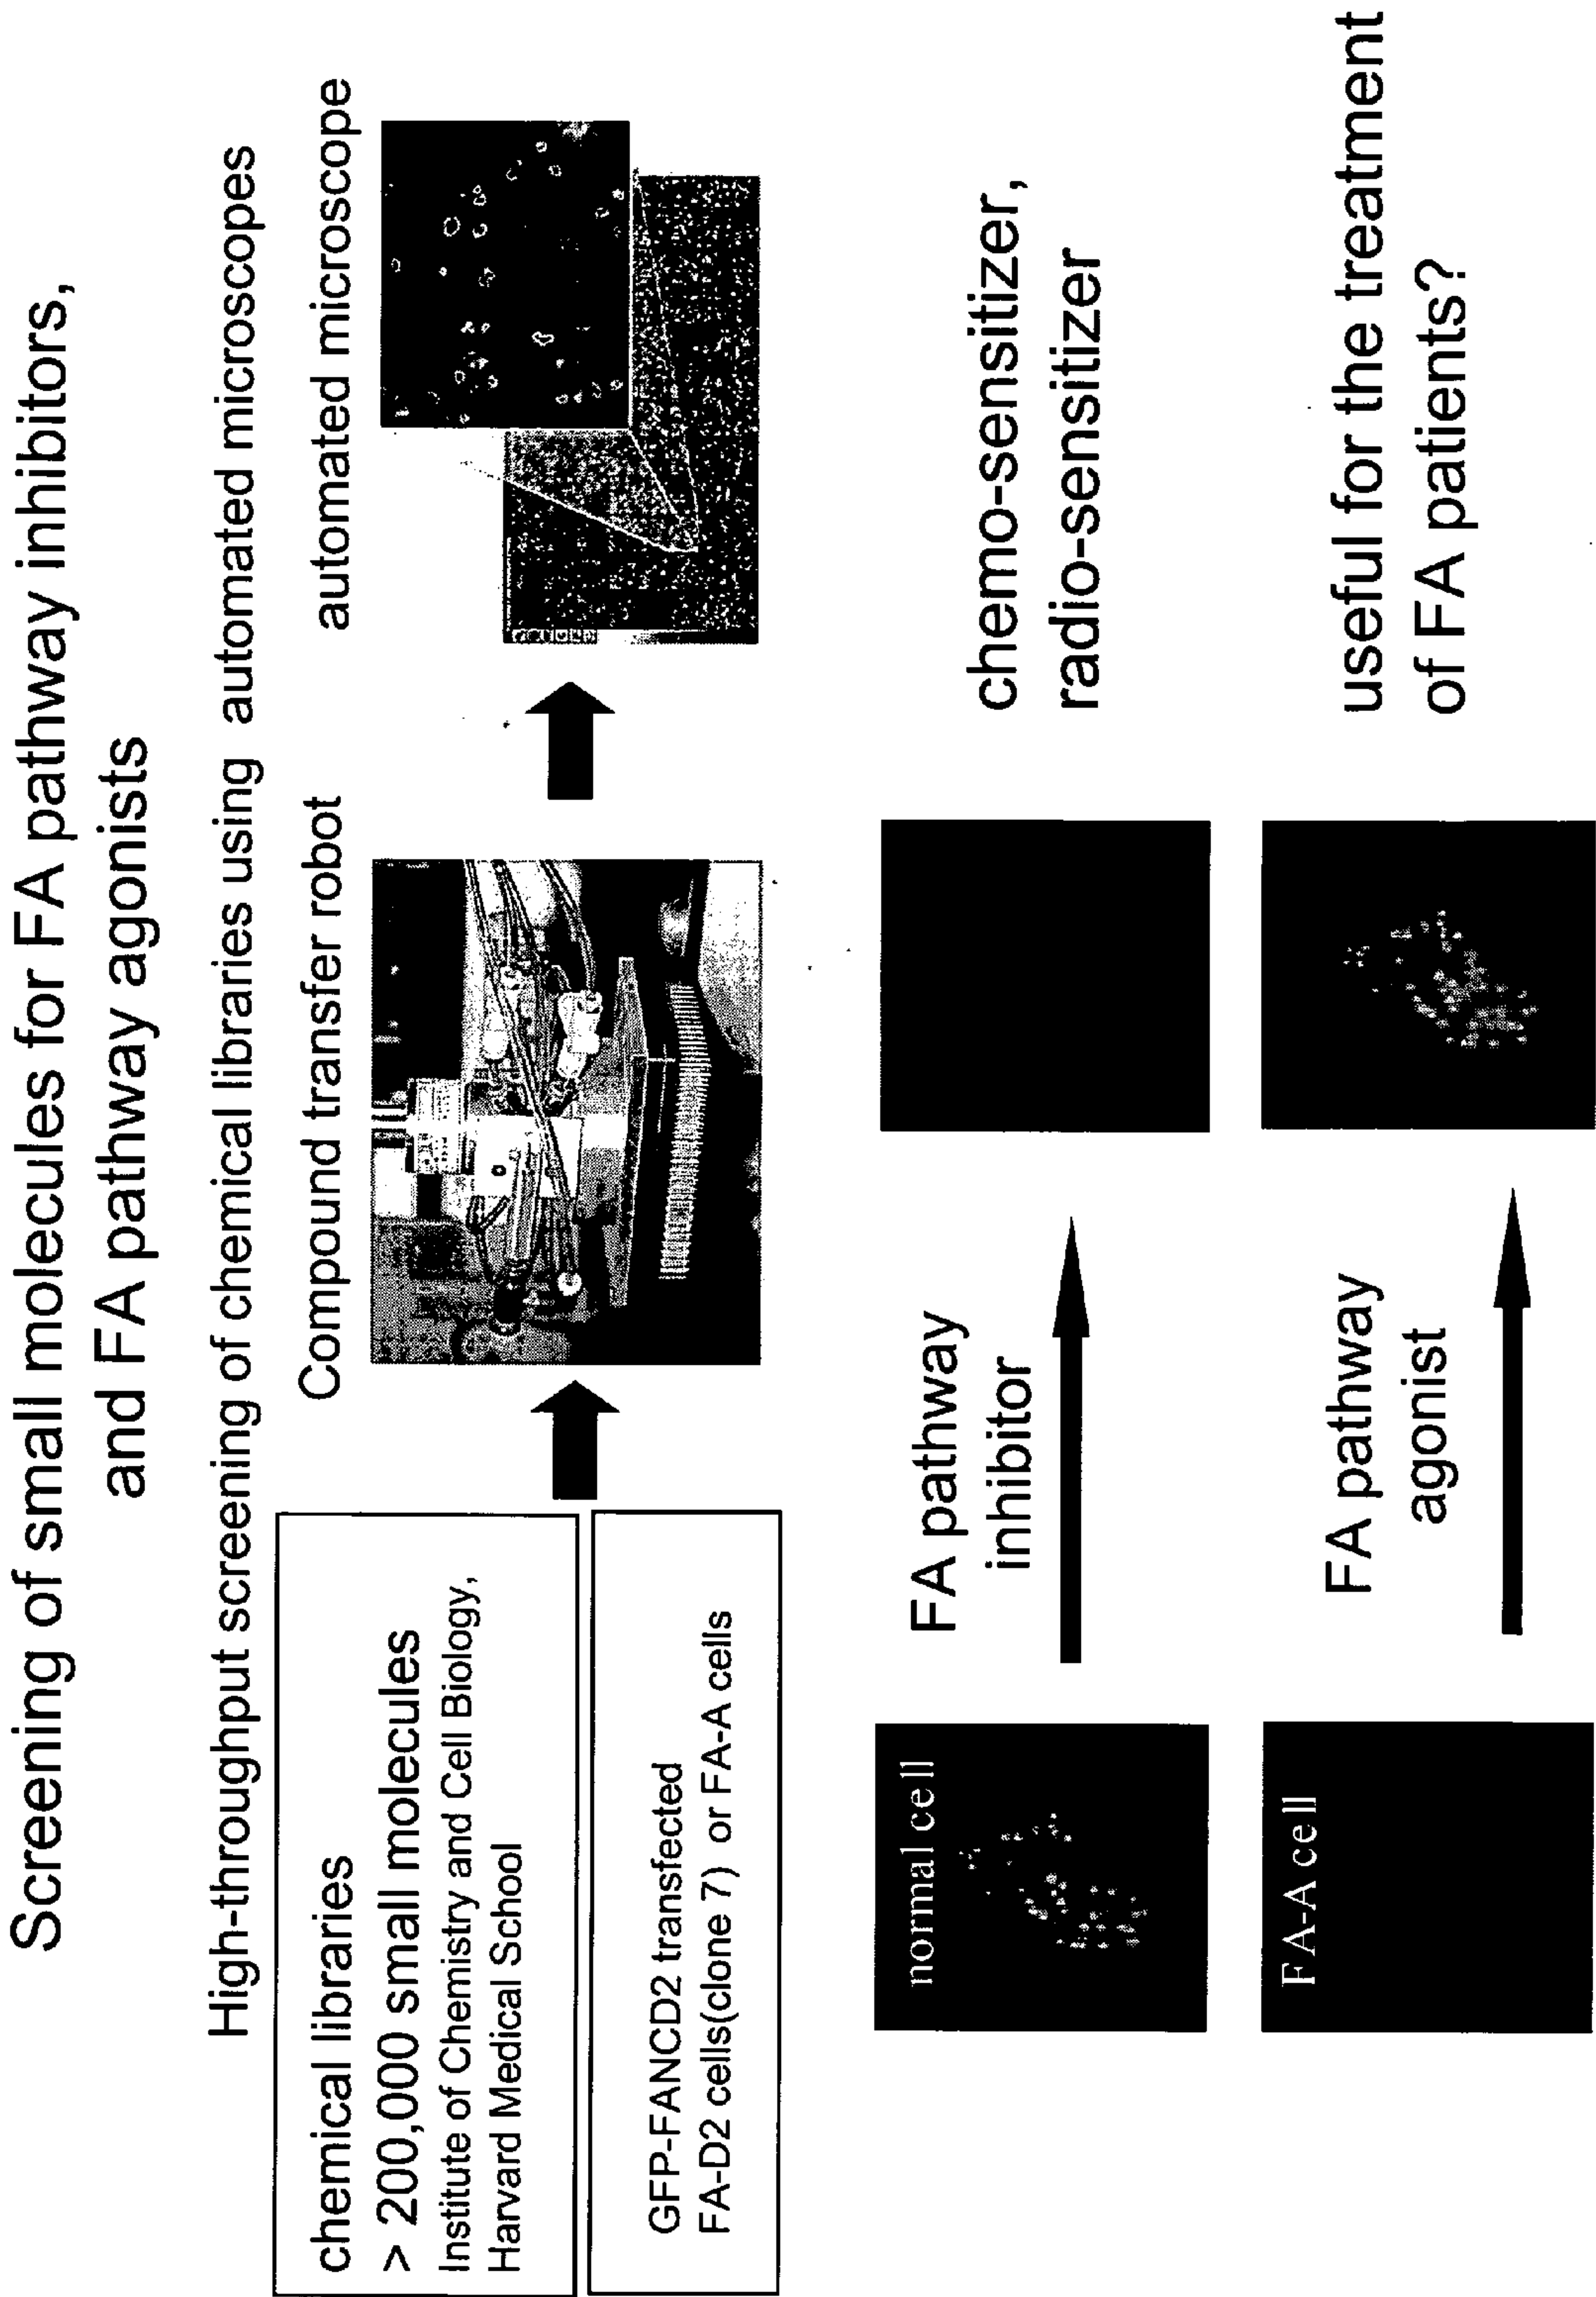 Screening of small molecules for FA pathway inhibitors,
and FA pathway agonists
High-throughput screening of chemical libraries using automated microscopes
chemical libraries
> 200,000 small molecules
Institute of Chemistry and Cell Biology,
Harvard Medical School
GFP-FANCD2 transfected
FA-D2 cells(clone 7) or FA-A cells
Compound transfer robot
automated microscope
normal cell
FA pathway
inhibitor
chemo-sensitizer,
radio-sensitizer
FA-A cell
FA pathway
agonist
useful for the treatment
of FA patients?